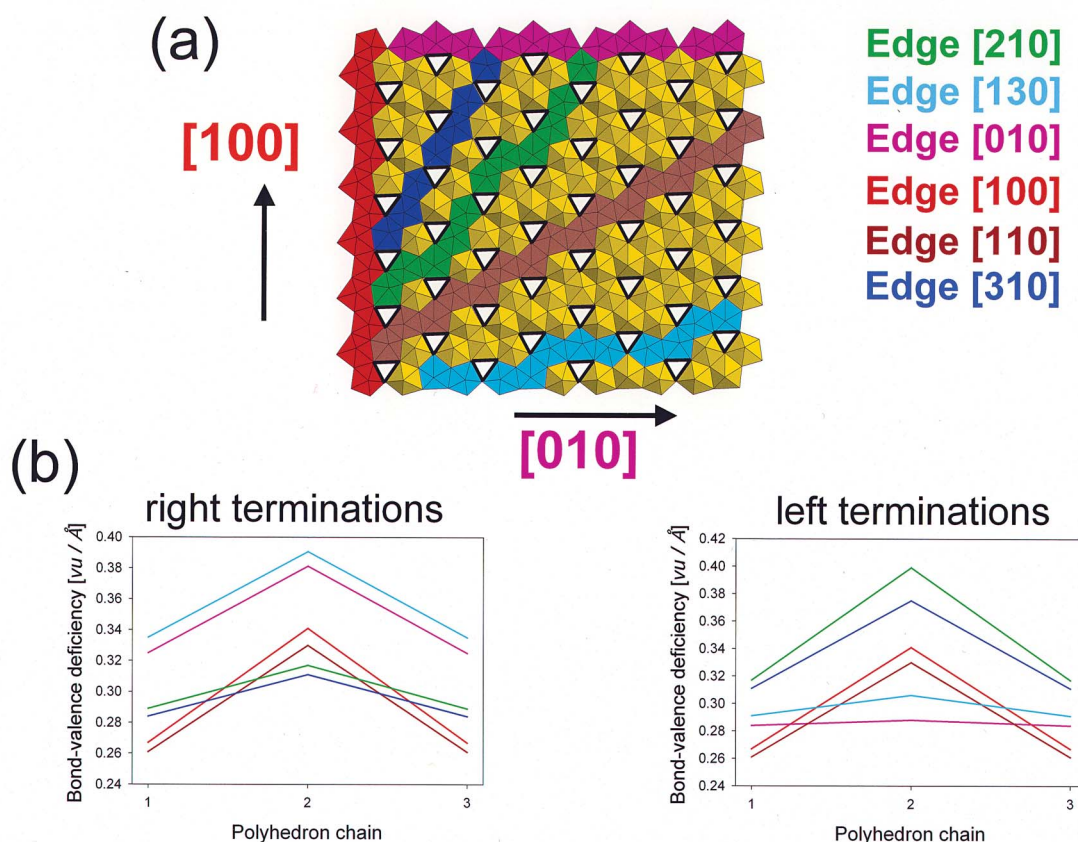 (a)
[100]
Edge [210]
Edge [130]
Edge [010]
Edge [100]
Edge [110]
Edge [310]
[010]
(b)
right terminations
Bond-valence deficiency [vu / Å]
0.40
0.38
0.36
0.34
0.32
0.30
0.28
0.26
0.24
1 2 3
Polyhedron chain
left terminations
Bond-valence deficiency [vu / Å]
0.42
0.40
0.38
0.36
0.34
0.32
0.30
0.28
0.26
0.24
1 2 3
Polyhedron chain